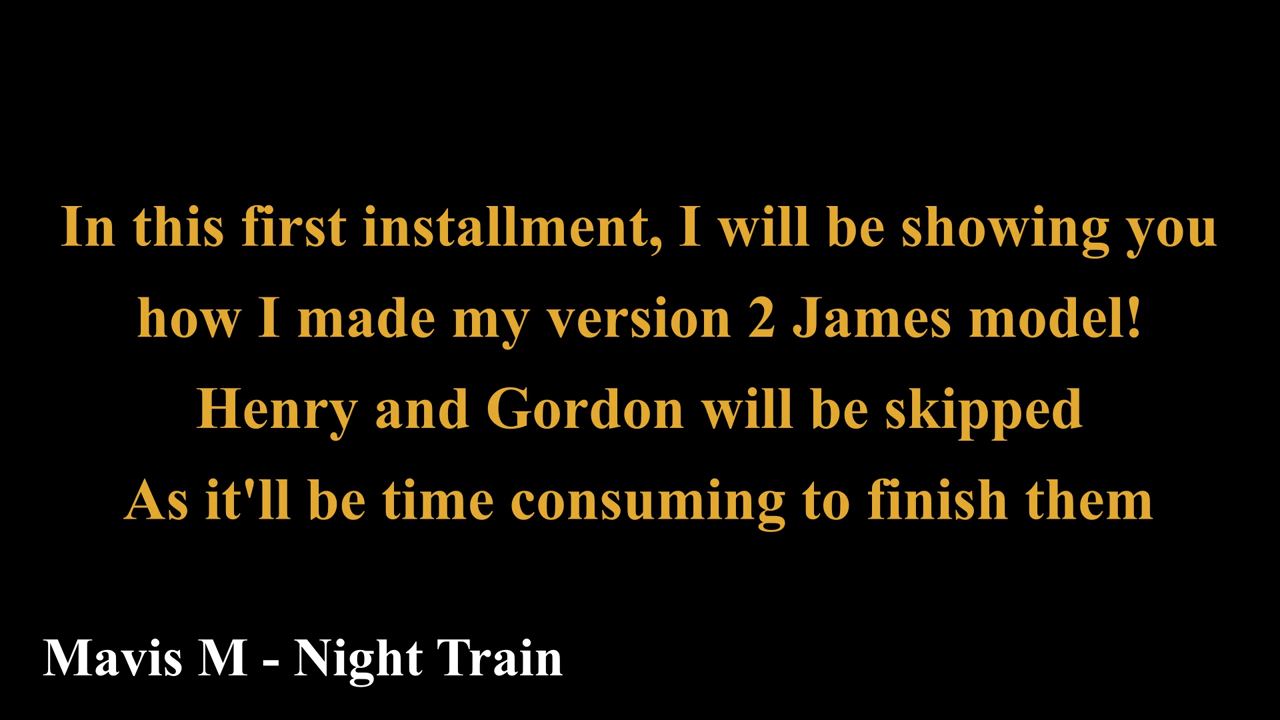 In this first installment, I will be showing you
how I made my version 2 James model!
Henry and Gordon will be skipped
As it'll be time consuming to finish them
Mavis M - Night Train